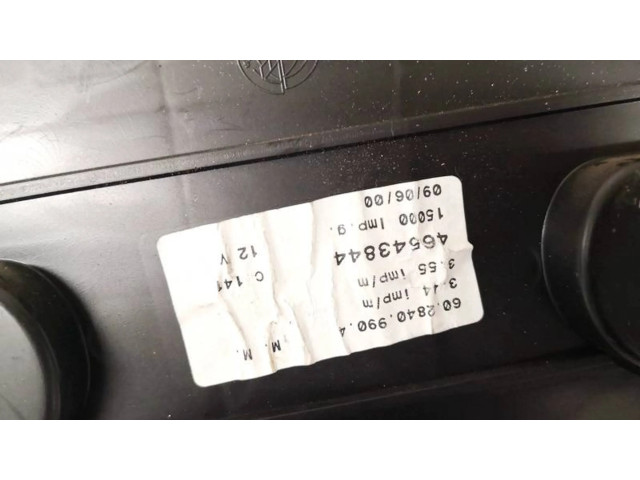 60.2840.990.4 M. M.
3.44 imp/m
3.55 imp/m C.141
46543844 12 V
15000 Imp.g.
09/06/00